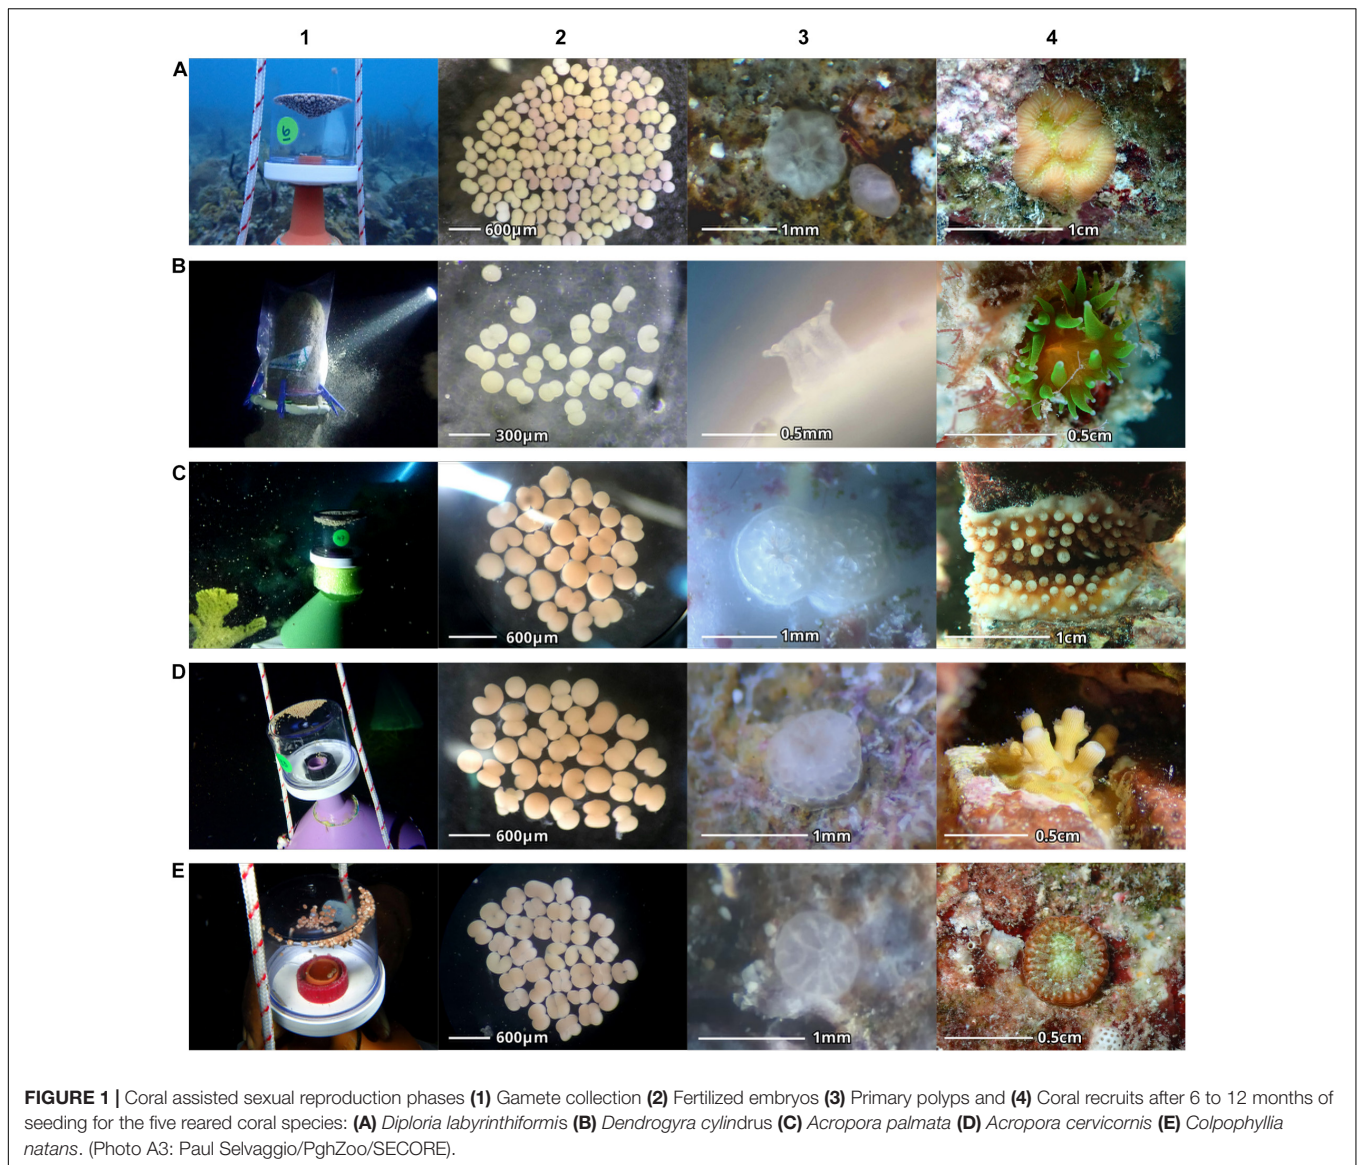 1 2 3 4
A
16
600µm 1mm 1cm
B
300µm 0.5mm 0.5cm
C
600µm 1mm 1cm
D
600µm 1mm 0.5cm
E
600µm 1mm 0.5cm
FIGURE 1 | Coral assisted sexual reproduction phases (1) Gamete collection (2) Fertilized embryos (3) Primary polyps and (4) Coral recruits after 6 to 12 months of
seeding for the five reared coral species: (A) Diploria labyrinthiformis (B) Dendrogyra cylindrus (C) Acropora palmata (D) Acropora cervicornis (E) Colpophyllia
natans. (Photo A3: Paul Selvaggio/PghZoo/SECORE).